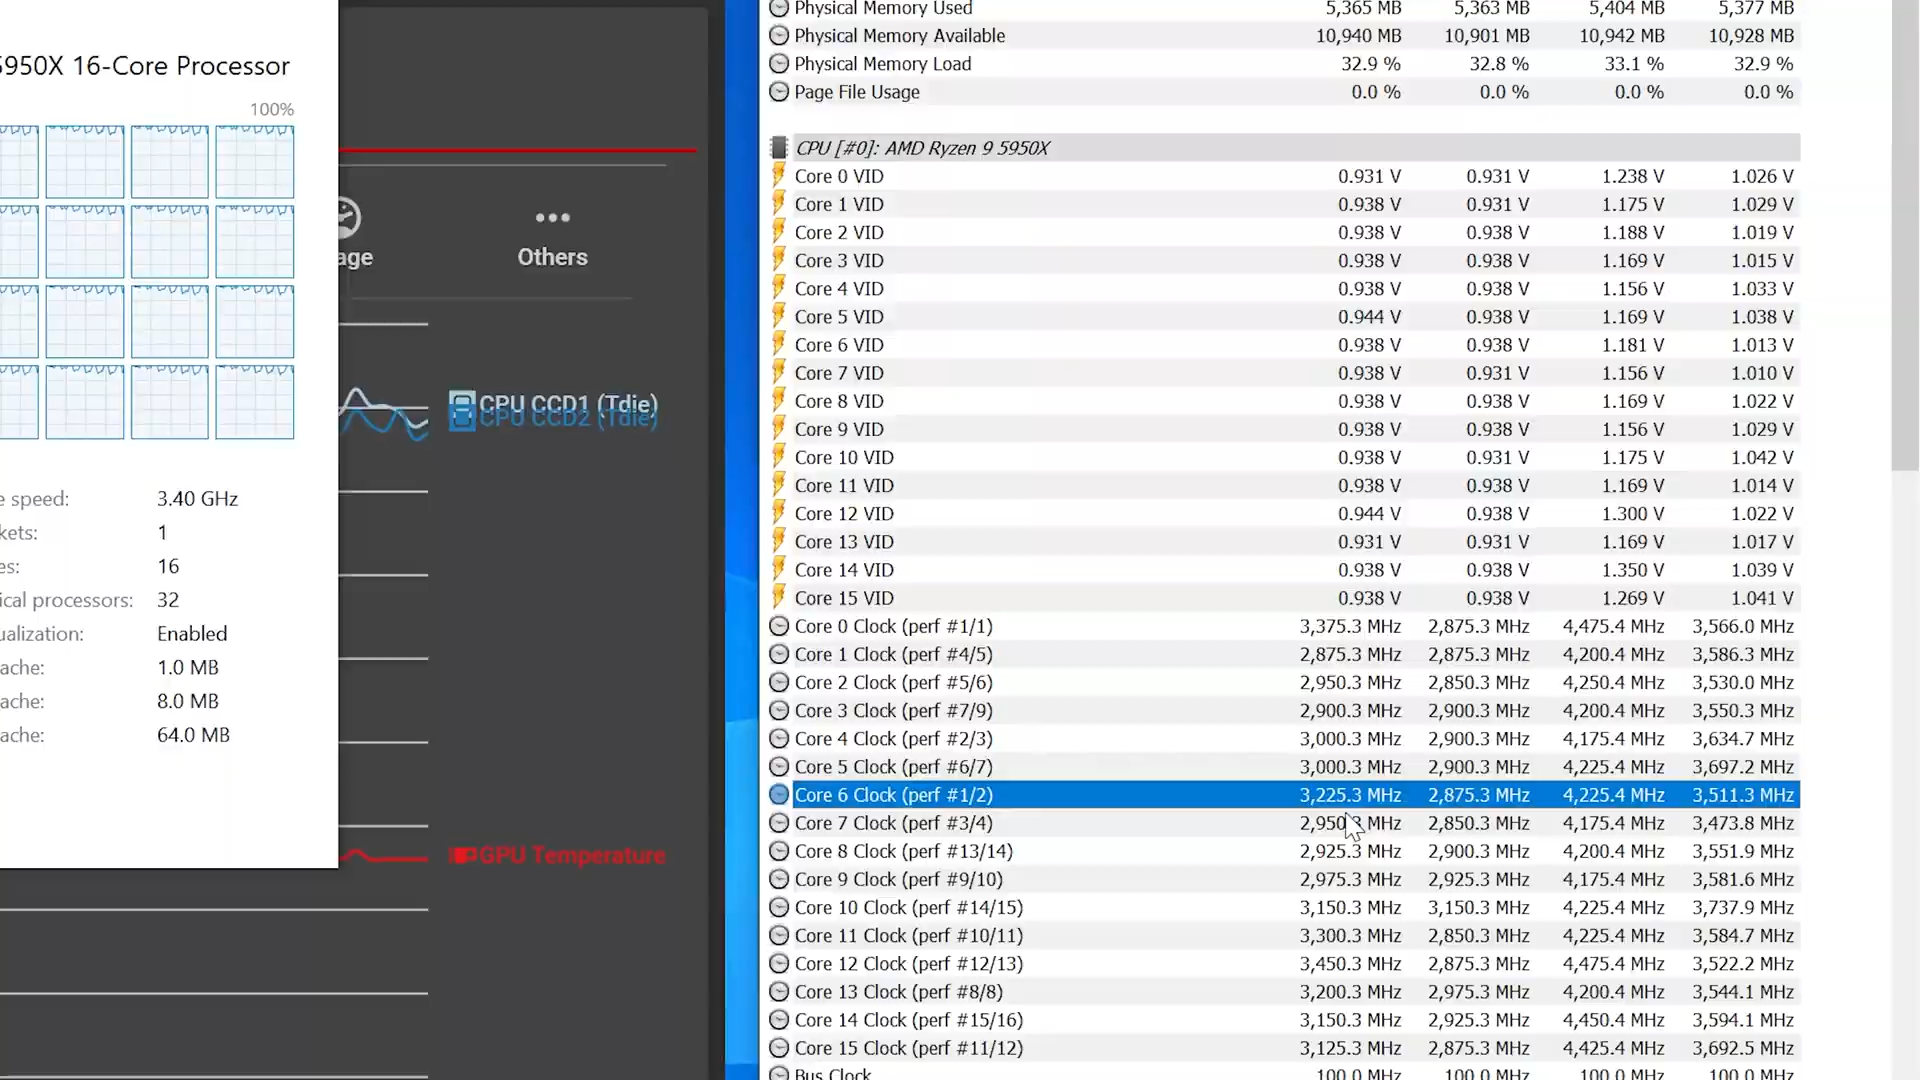 5950X 16-Core Processor
100%
e speed: 3.40 GHz
kets: 1
es: 16
ical processors: 32
ualization: Enabled
ache: 1.0 MB
ache: 8.0 MB
ache: 64.0 MB
age
Others
CPU CCD1 (Tdie)
CPU CCD2 (Tdie)
GPU Temperature
Physical Memory Used 5,365 MB 5,363 MB 5,404 MB 5,377 MB
Physical Memory Available 10,940 MB 10,901 MB 10,942 MB 10,928 MB
Physical Memory Load 32.9 % 32.8 % 33.1 % 32.9 %
Page File Usage 0.0 % 0.0 % 0.0 % 0.0 %
CPU [#0]: AMD Ryzen 9 5950X
Core 0 VID 0.931 V 0.931 V 1.238 V 1.026 V
Core 1 VID 0.938 V 0.931 V 1.175 V 1.029 V
Core 2 VID 0.938 V 0.938 V 1.188 V 1.019 V
Core 3 VID 0.938 V 0.938 V 1.169 V 1.015 V
Core 4 VID 0.938 V 0.938 V 1.156 V 1.033 V
Core 5 VID 0.944 V 0.938 V 1.169 V 1.038 V
Core 6 VID 0.938 V 0.938 V 1.181 V 1.013 V
Core 7 VID 0.938 V 0.931 V 1.156 V 1.010 V
Core 8 VID 0.938 V 0.938 V 1.169 V 1.022 V
Core 9 VID 0.938 V 0.938 V 1.156 V 1.029 V
Core 10 VID 0.938 V 0.931 V 1.175 V 1.042 V
Core 11 VID 0.938 V 0.938 V 1.169 V 1.014 V
Core 12 VID 0.944 V 0.938 V 1.300 V 1.022 V
Core 13 VID 0.931 V 0.931 V 1.169 V 1.017 V
Core 14 VID 0.938 V 0.938 V 1.350 V 1.039 V
Core 15 VID 0.938 V 0.938 V 1.269 V 1.041 V
Core 0 Clock (perf #1/1) 3,375.3 MHz 2,875.3 MHz 4,475.4 MHz 3,566.0 MHz
Core 1 Clock (perf #4/5) 2,875.3 MHz 2,875.3 MHz 4,200.4 MHz 3,586.3 MHz
Core 2 Clock (perf #5/6) 2,950.3 MHz 2,850.3 MHz 4,250.4 MHz 3,530.0 MHz
Core 3 Clock (perf #7/9) 2,900.3 MHz 2,900.3 MHz 4,200.4 MHz 3,550.3 MHz
Core 4 Clock (perf #2/3) 3,000.3 MHz 2,900.3 MHz 4,175.4 MHz 3,634.7 MHz
Core 5 Clock (perf #6/7) 3,000.3 MHz 2,900.3 MHz 4,225.4 MHz 3,697.2 MHz
Core 6 Clock (perf #1/2) 3,225.3 MHz 2,875.3 MHz 4,225.4 MHz 3,511.3 MHz
Core 7 Clock (perf #3/4) 2,950.3 MHz 2,850.3 MHz 4,175.4 MHz 3,473.8 MHz
Core 8 Clock (perf #13/14) 2,925.3 MHz 2,900.3 MHz 4,200.4 MHz 3,551.9 MHz
Core 9 Clock (perf #9/10) 2,975.3 MHz 2,925.3 MHz 4,175.4 MHz 3,581.6 MHz
Core 10 Clock (perf #14/15) 3,150.3 MHz 3,150.3 MHz 4,225.4 MHz 3,737.9 MHz
Core 11 Clock (perf #10/11) 3,300.3 MHz 2,850.3 MHz 4,225.4 MHz 3,584.7 MHz
Core 12 Clock (perf #12/13) 3,450.3 MHz 2,875.3 MHz 4,475.4 MHz 3,522.2 MHz
Core 13 Clock (perf #8/8) 3,200.3 MHz 2,975.3 MHz 4,200.4 MHz 3,544.1 MHz
Core 14 Clock (perf #15/16) 3,150.3 MHz 2,925.3 MHz 4,450.4 MHz 3,594.1 MHz
Core 15 Clock (perf #11/12) 3,125.3 MHz 2,875.3 MHz 4,425.4 MHz 3,692.5 MHz
Bus Clock 100.0 MHz 100.0 MHz 100.0 MHz 100.0 MHz